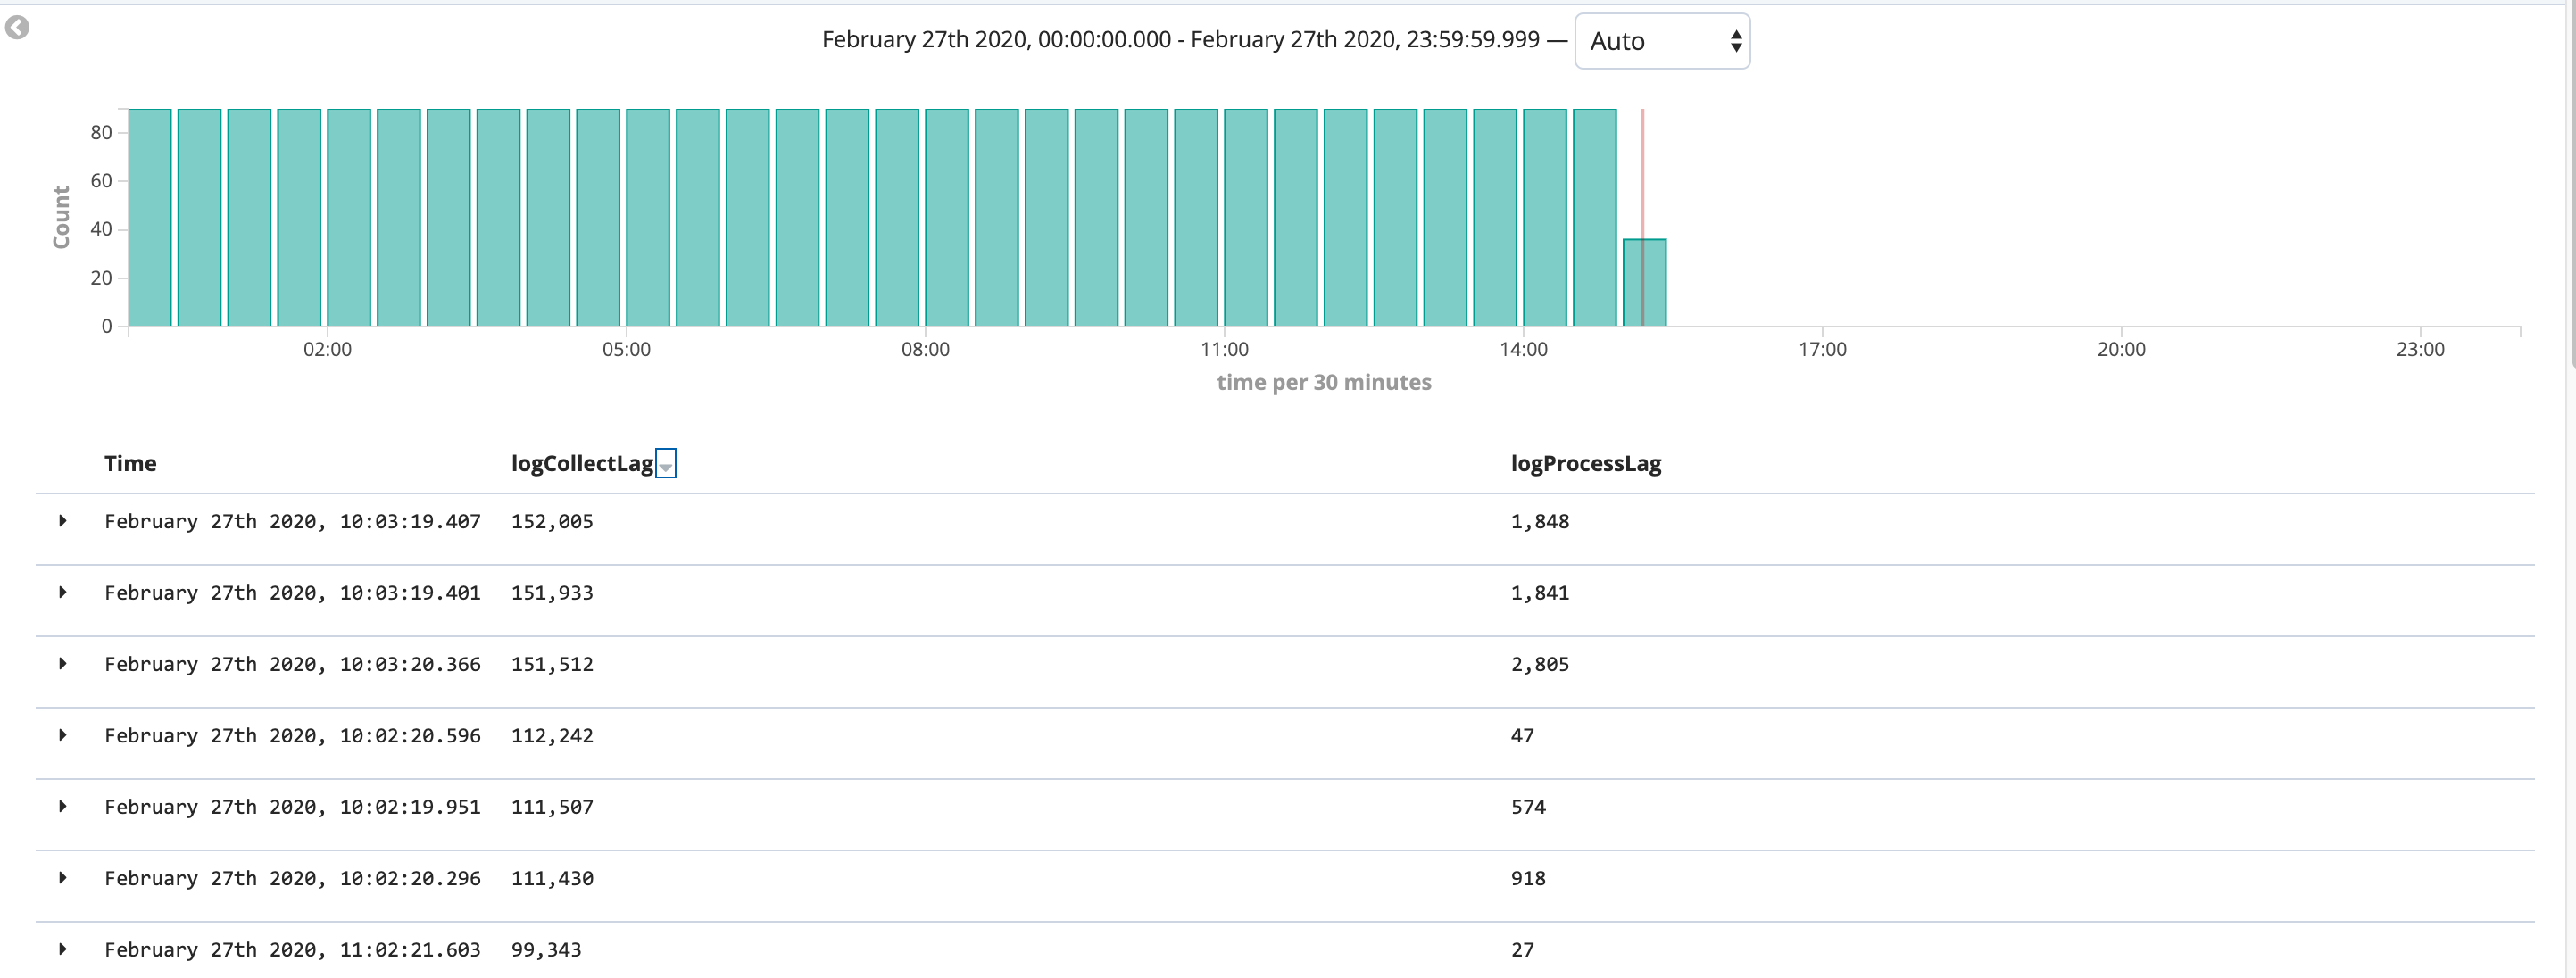 February 27th 2020, 00:00:00.000 - February 27th 2020, 23:59:59.999 — Auto
80
60
40
20
0
Count
02:00 05:00 08:00 11:00 14:00 17:00 20:00 23:00
time per 30 minutes
Time logCollectLag logProcessLag
February 27th 2020, 10:03:19.407 152,005 1,848
February 27th 2020, 10:03:19.401 151,933 1,841
February 27th 2020, 10:03:20.366 151,512 2,805
February 27th 2020, 10:02:20.596 112,242 47
February 27th 2020, 10:02:19.951 111,507 574
February 27th 2020, 10:02:20.296 111,430 918
February 27th 2020, 11:02:21.603 99,343 27